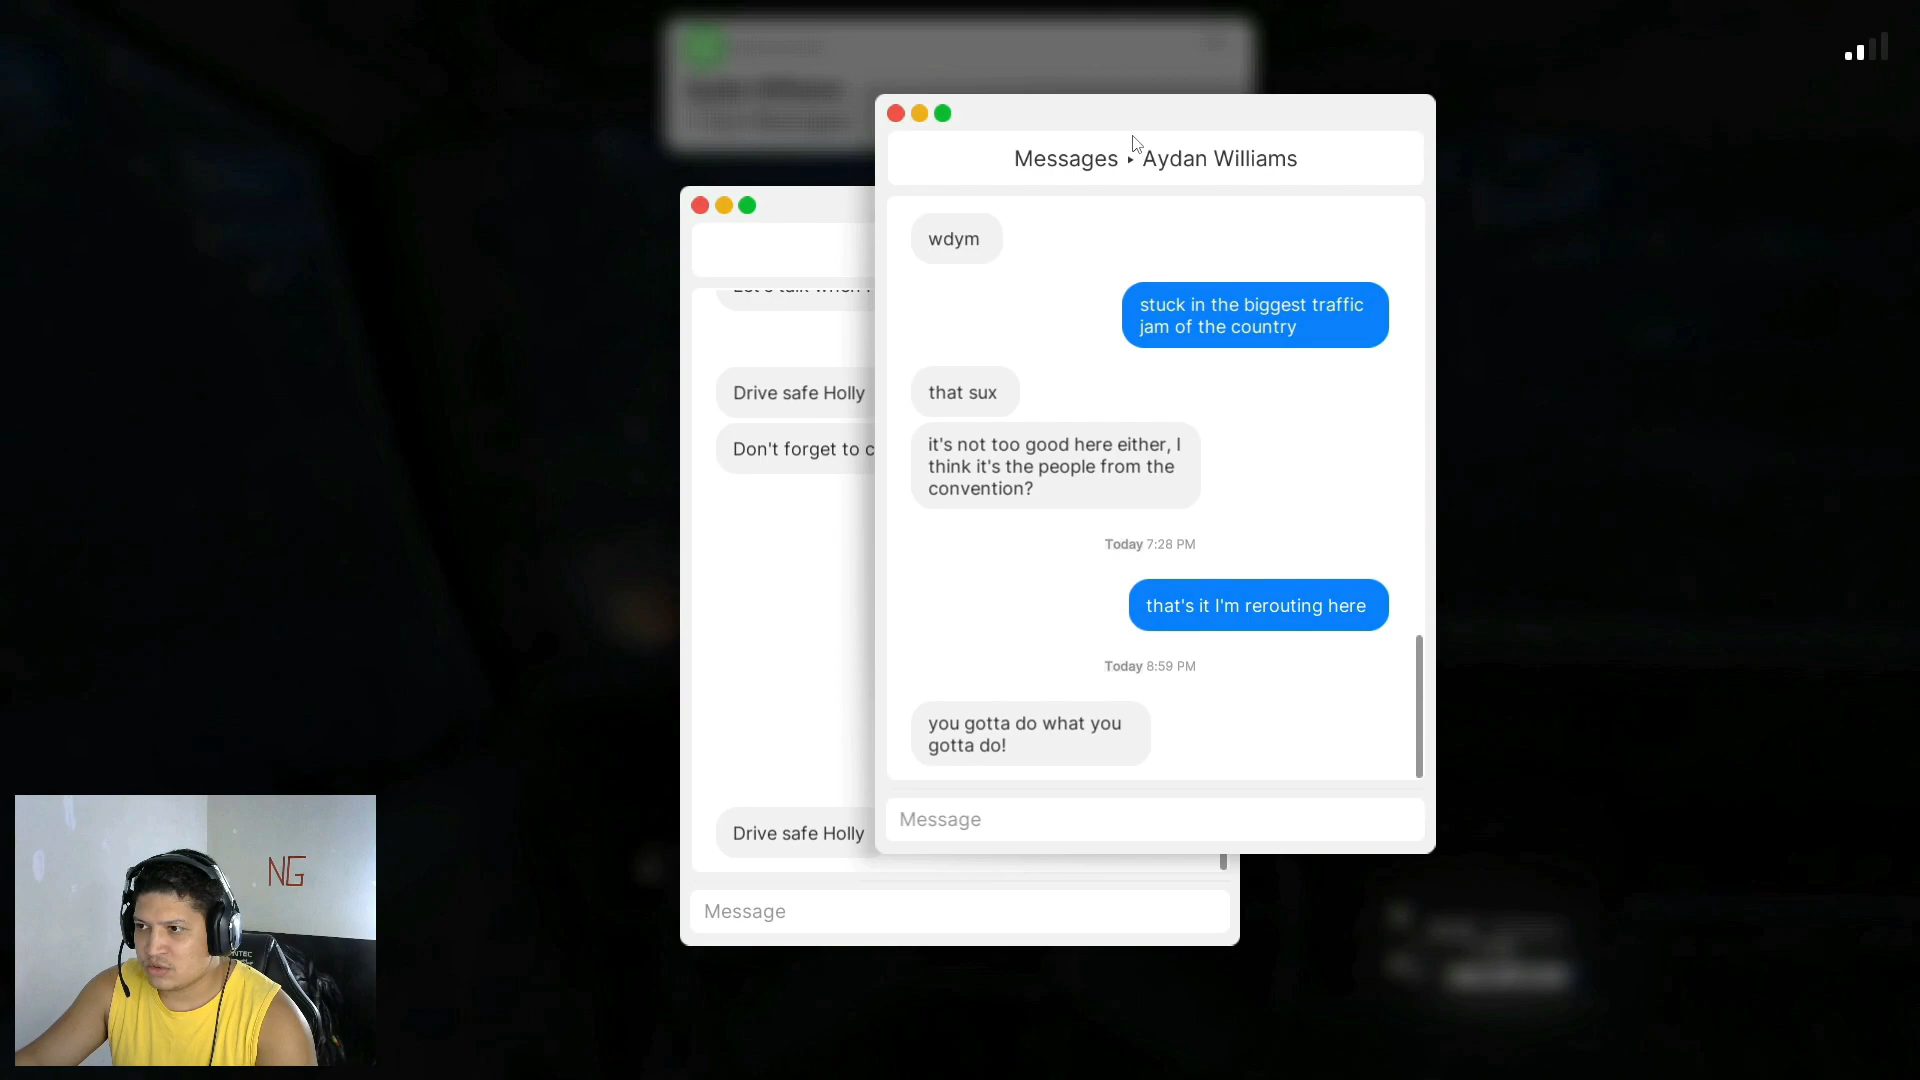 Messages ▸ Aydan Williams
wdym
stuck in the biggest traffic
jam of the country
that sux
it's not too good here either, I
think it's the people from the
convention?
Today 7:28 PM
that's it I'm rerouting here
Today 8:59 PM
you gotta do what you
gotta do!
Message
Drive safe Holly
Don't forget to c
Drive safe Holly
Message
NG